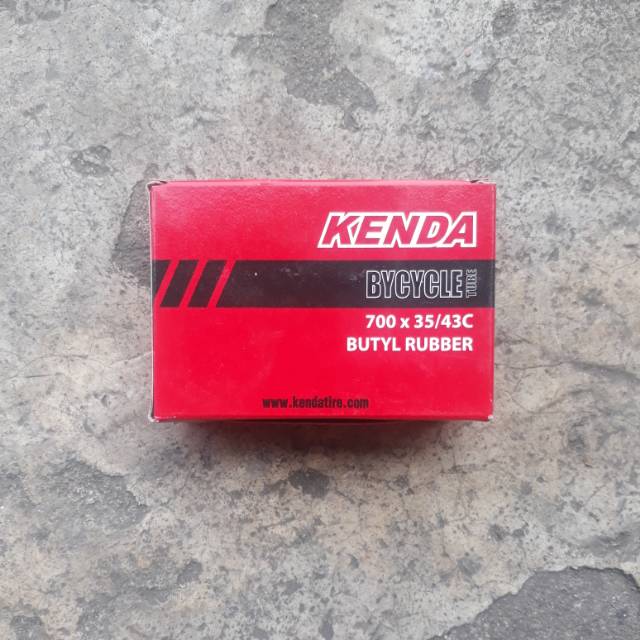 KENDA
BYCYCLE TUBE
700 x 35/43C
BUTYL RUBBER
www.kendatire.com